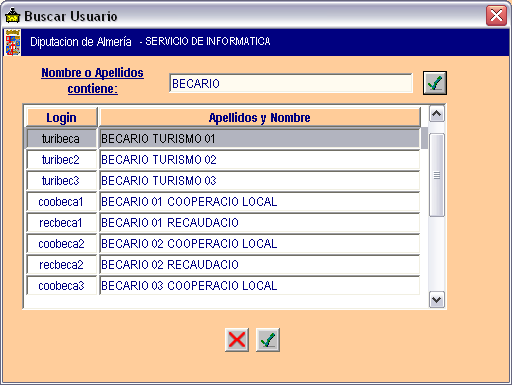 Buscar Usuario
Diputacion de Almería - SERVICIO DE INFORMATICA
Nombre o Apellidos
contiene:
BECARIO
Login Apellidos y Nombre
turibeca BECARIO TURISMO 01
turibec2 BECARIO TURISMO 02
turibec3 BECARIO TURISMO 03
coobeca1 BECARIO 01 COOPERACIO LOCAL
recbeca1 BECARIO 01 RECAUDACIO
coobeca2 BECARIO 02 COOPERACIO LOCAL
recbeca2 BECARIO 02 RECAUDACIO
coobeca3 BECARIO 03 COOPERACIO LOCAL